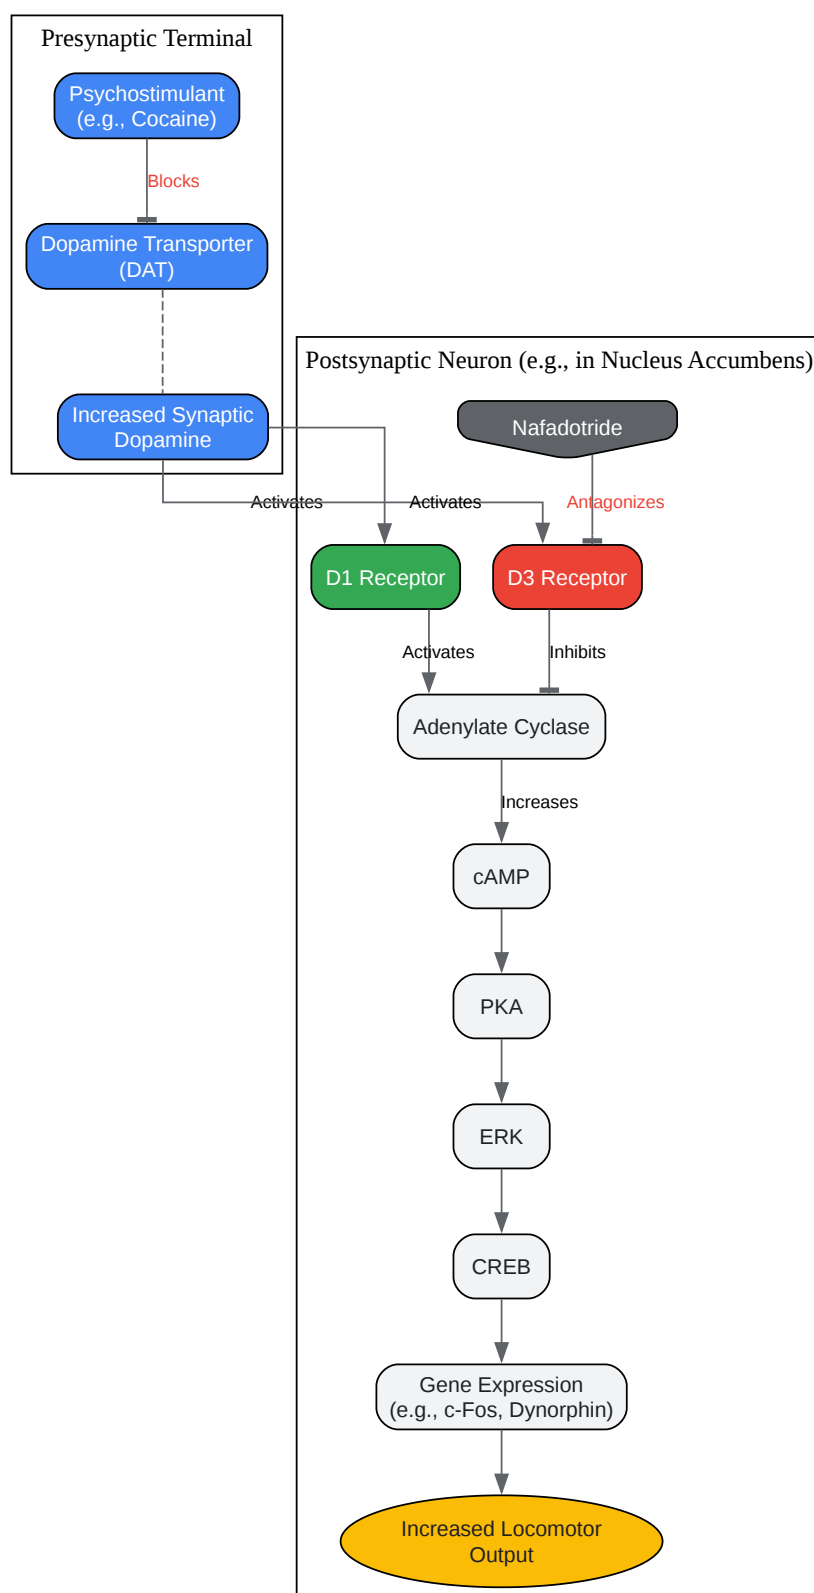 Presynaptic Terminal
Psychostimulant
(e.g., Cocaine)
Blocks
Dopamine Transporter
(DAT)
Increased Synaptic
Dopamine
Postsynaptic Neuron (e.g., in Nucleus Accumbens)
Nafadotride
Activates
Activates
Antagonizes
D1 Receptor
D3 Receptor
Activates
Inhibits
Adenylate Cyclase
Increases
cAMP
PKA
ERK
CREB
Gene Expression
(e.g., c-Fos, Dynorphin)
Increased Locomotor
Output